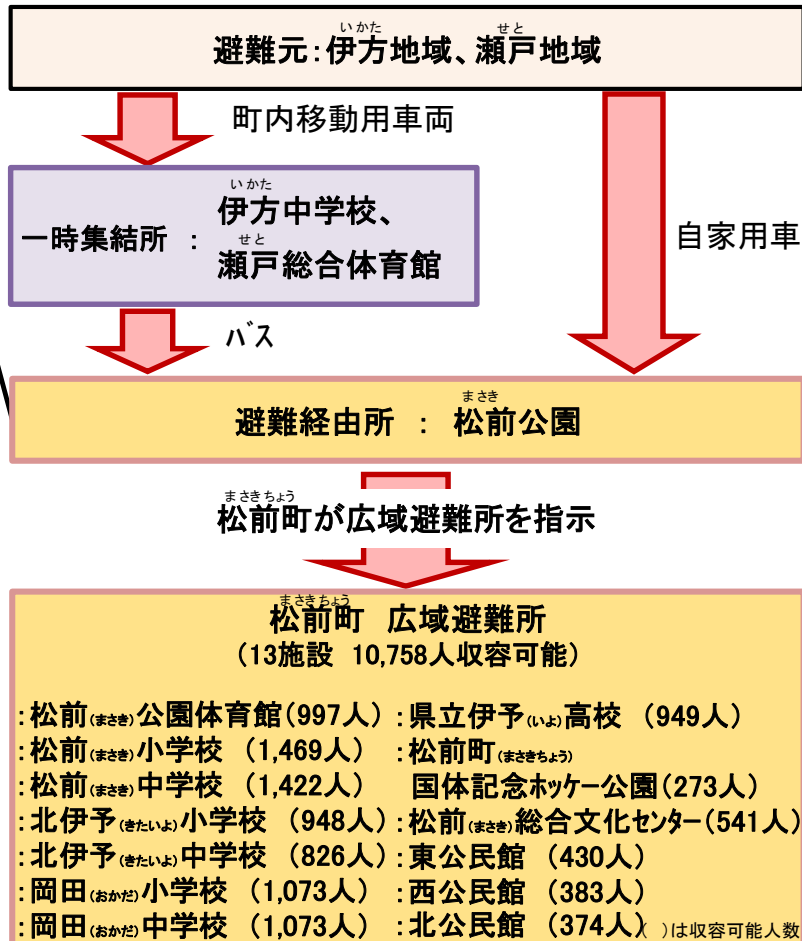 避難元：伊方地域、瀬戸地域
いかた
せと
町内移動用車両
自家用車
一時集結所 ：
いかた
伊方中学校、
せと
瀬戸総合体育館
バス
まさき
避難経由所 ： 松前公園
まさきちょう
松前町が広域避難所を指示
まさきちょう
松前町 広域避難所
（13施設 10,758人収容可能）
：松前(まさき)公園体育館(997人)
：松前(まさき)小学校 (1,469人)
：松前(まさき)中学校 (1,422人)
：北伊予(きたいよ)小学校 (948人)
：北伊予(きたいよ)中学校 (826人)
：岡田(おかだ)小学校 (1,073人)
：岡田(おかだ)中学校 (1,073人)
：県立伊予(いよ)高校 (949人)
：松前町(まさきちょう)
国体記念ホッケー公園(273人)
：松前(まさき)総合文化センター(541人)
：東公民館 (430人)
：西公民館 (383人)
：北公民館 (374人)
( )は収容可能人数